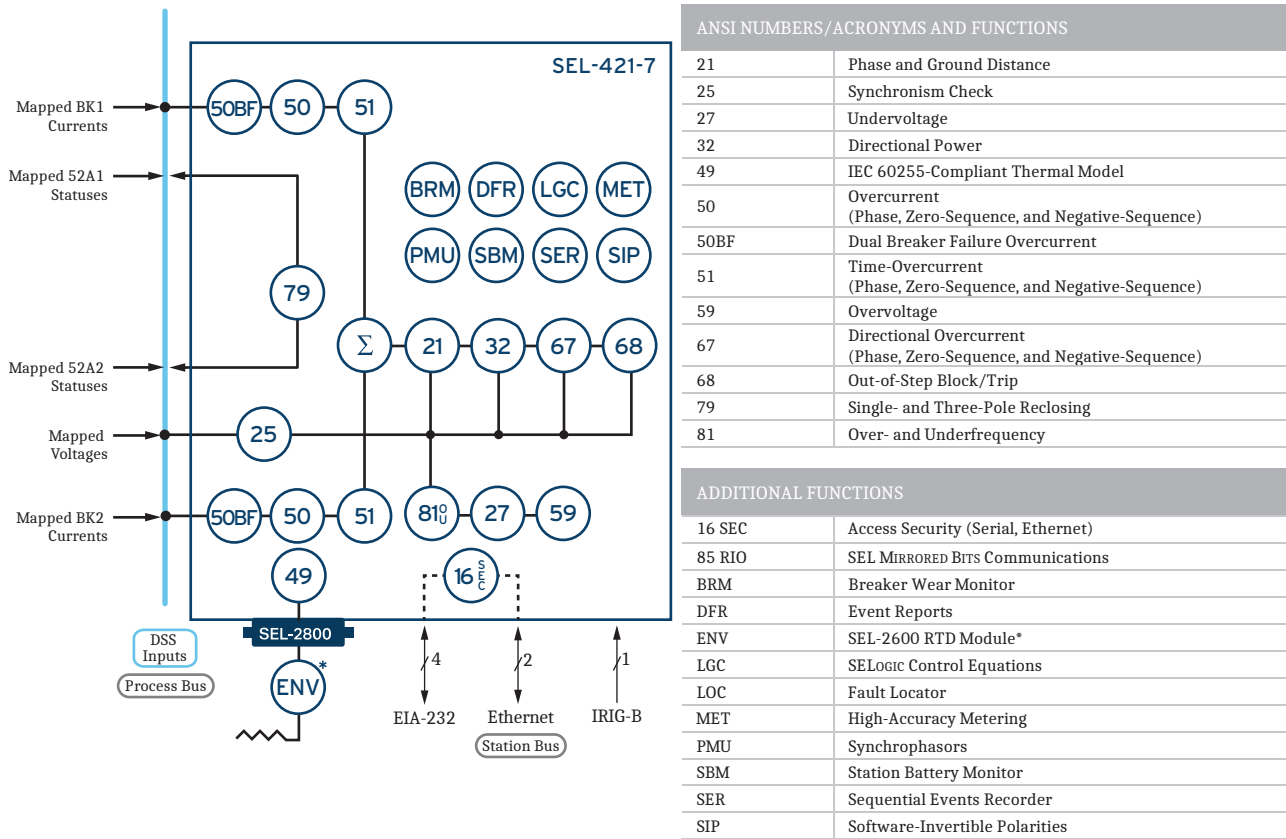 SEL-421-7
Mapped BK1
Currents
50BF
50
51
Mapped 52A1
Statuses
BRM
DFR
LGC
MET
PMU
SBM
SER
SIP
79
Σ
21
32
67
68
Mapped 52A2
Statuses
Mapped
Voltages
25
Mapped BK2
Currents
50BF
50
51
81 O U
27
59
49
16 S E C
SEL-2800
DSS
Inputs
Process Bus
ENV
*
4
2
1
EIA-232
Ethernet
IRIG-B
Station Bus
ANSI NUMBERS/ACRONYMS AND FUNCTIONS
21 Phase and Ground Distance
25 Synchronism Check
27 Undervoltage
32 Directional Power
49 IEC 60255-Compliant Thermal Model
50 Overcurrent
(Phase, Zero-Sequence, and Negative-Sequence)
50BF Dual Breaker Failure Overcurrent
51 Time-Overcurrent
(Phase, Zero-Sequence, and Negative-Sequence)
59 Overvoltage
67 Directional Overcurrent
(Phase, Zero-Sequence, and Negative-Sequence)
68 Out-of-Step Block/Trip
79 Single- and Three-Pole Reclosing
81 Over- and Underfrequency
ADDITIONAL FUNCTIONS
16 SEC Access Security (Serial, Ethernet)
85 RIO SEL MIRRORED BITS Communications
BRM Breaker Wear Monitor
DFR Event Reports
ENV SEL-2600 RTD Module*
LGC SELOGIC Control Equations
LOC Fault Locator
MET High-Accuracy Metering
PMU Synchrophasors
SBM Station Battery Monitor
SER Sequential Events Recorder
SIP Software-Invertible Polarities